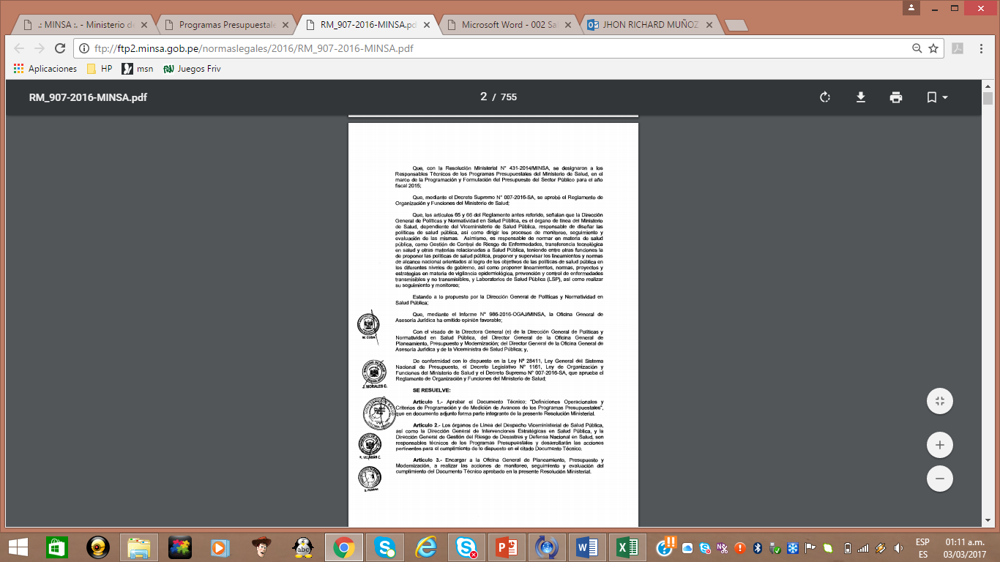 .: MINSA :. - Ministerio de
Programas Presupuestale
RM_907-2016-MINSA.pd
Microsoft Word - 002 Sal
JHON RICHARD MUÑOZ
ftp://ftp2.minsa.gob.pe/normaslegales/2016/RM_907-2016-MINSA.pdf
Aplicaciones HP msn Juegos Friv
RM_907-2016-MINSA.pdf 2 / 755
Que, con la Resolución Ministerial N° 431-2014/MINSA, se designaron a los
Responsables Técnicos de los Programas Presupuestales del Ministerio de Salud, en el
marco de la Programación y Formulación del Presupuesto del Sector Público para el año
fiscal 2015;
Que, mediante el Decreto Supremo N° 007-2016-SA, se aprobó el Reglamento de
Organización y Funciones del Ministerio de Salud;
Que, los artículos 65 y 66 del Reglamento antes referido, señalan que la Dirección
General de Políticas y Normatividad en Salud Pública, es el órgano de línea del Ministerio
de Salud, dependiente del Viceministerio de Salud Pública, responsable de diseñar las
políticas de salud pública, así como dirigir los procesos de monitoreo, seguimiento y
evaluación de las mismas. Asimismo, es responsable de normar en materia de salud
pública, como Gestión de Control de Riesgo de Enfermedades, transferencia tecnológica
en salud y otras materias relacionadas a Salud Pública, teniendo entre otras funciones la
de proponer las políticas de salud pública, proponer y supervisar los lineamientos y normas
de alcance nacional orientados al logro de los objetivos de las políticas de salud pública en
los diferentes niveles de gobierno, así como proponer lineamientos, normas, proyectos y
estrategias en materia de vigilancia epidemiológica, prevención y control de enfermedades
transmisibles y no transmisibles, y Laboratorios de Salud Pública (LSP), así como realizar
su seguimiento y monitoreo;
Estando a lo propuesto por la Dirección General de Políticas y Normatividad en
Salud Pública;
Que, mediante el Informe N° 986-2016-OGAJ/MINSA, la Oficina General de
Asesoría Jurídica ha emitido opinión favorable;
Con el visado de la Directora General (e) de la Dirección General de Políticas y
Normatividad en Salud Pública, del Director General de la Oficina General de
Planeamiento, Presupuesto y Modernización; del Director General de la Oficina General de
Asesoría Jurídica y de la Viceministra de Salud Pública; y,
De conformidad con lo dispuesto en la Ley N° 28411, Ley General del Sistema
Nacional de Presupuesto, el Decreto Legislativo N° 1161, Ley de Organización y
Funciones del Ministerio de Salud y el Decreto Supremo N° 007-2016-SA, que aprueba el
Reglamento de Organización y Funciones del Ministerio de Salud;
SE RESUELVE:
Artículo 1.- Aprobar el Documento Técnico: "Definiciones Operacionales y
Criterios de Programación y de Medición de Avances de los Programas Presupuestales",
que en documento adjunto forma parte integrante de la presente Resolución Ministerial.
Artículo 2.- Los órganos de Línea del Despacho Viceministerial de Salud Pública,
así como la Dirección General de Intervenciones Estratégicas en Salud Pública, y la
Dirección General de Gestión del Riesgo de Desastres y Defensa Nacional en Salud, son
responsables técnicos de los Programas Presupuestales y desarrollarán las acciones
pertinentes para el cumplimiento de lo dispuesto en el citado Documento Técnico.
Artículo 3.- Encargar a la Oficina General de Planeamiento, Presupuesto y
Modernización, a realizar las acciones de monitoreo, seguimiento y evaluación del
cumplimiento del Documento Técnico aprobado en la presente Resolución Ministerial.
W. CUBA
J. MORALES C.
abc
ESP 01:11 a.m.
ES 03/03/2017